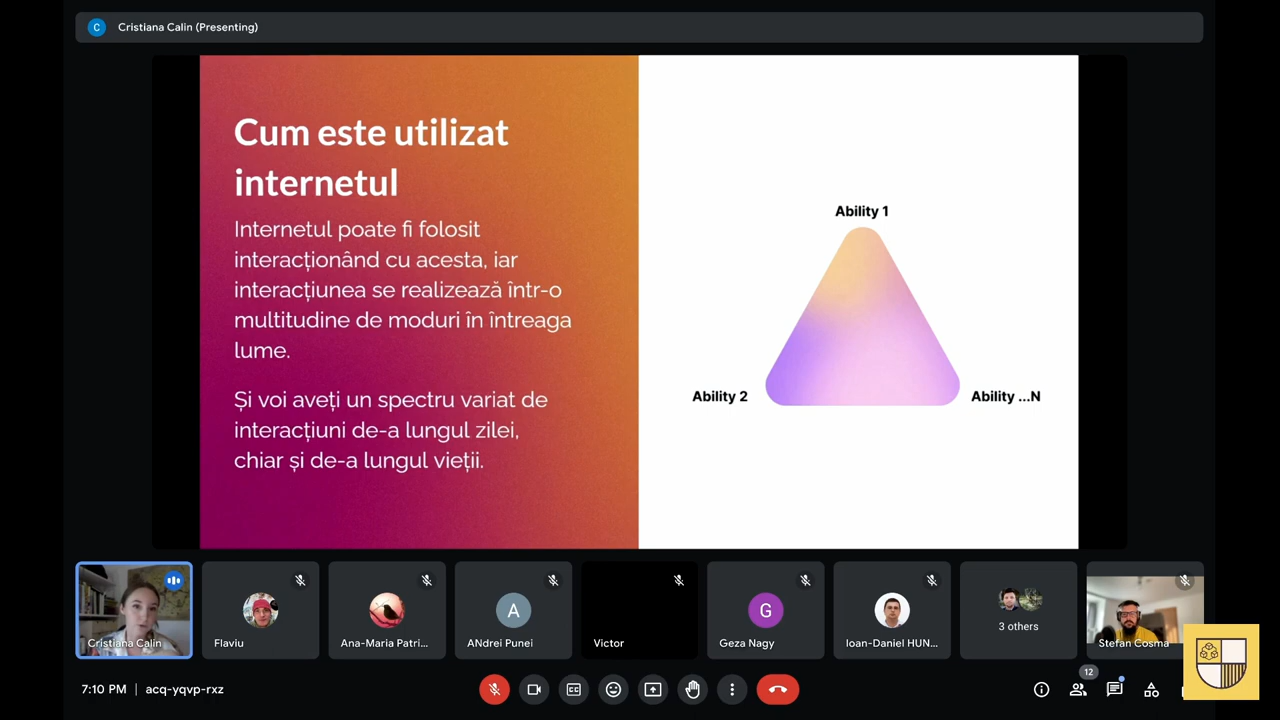 C Cristiana Calin (Presenting)
Cum este utilizat
internetul
Internetul poate fi folosit
interacționând cu acesta, iar
interacțiunea se realizează într-o
multitudine de moduri în întreaga
lume.
Și voi aveți un spectru variat de
interacțiuni de-a lungul zilei,
chiar și de-a lungul vieții.
Ability 1
Ability 2
Ability ...N
Cristiana Calin
Flaviu
Ana-Maria Patri...
A
ANdrei Punei
Victor
G
Geza Nagy
Ioan-Daniel HUN...
3 others
Stefan Cosma
7:10 PM | acq-yqvp-rxz
12